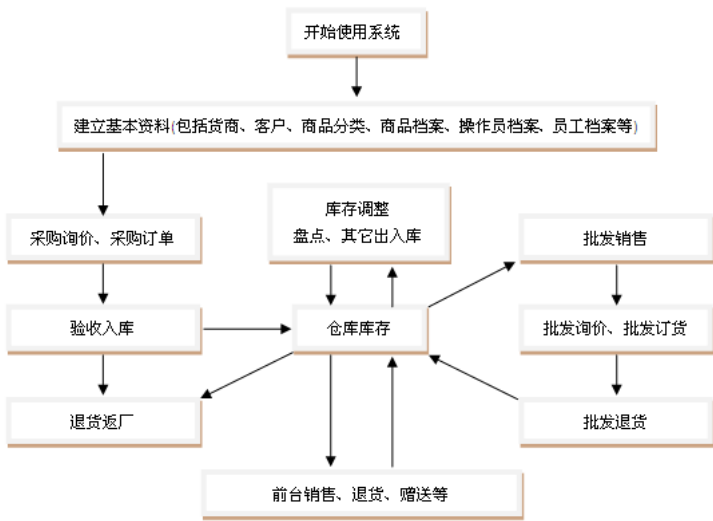 开始使用系统
建立基本资料(包括货商、客户、商品分类、商品档案、操作员档案、员工档案等)
采购询价、采购订单
库存调整
盘点、其它出入库
批发销售
验收入库
仓库库存
批发询价、批发订货
退货返厂
批发退货
前台销售、退货、赠送等